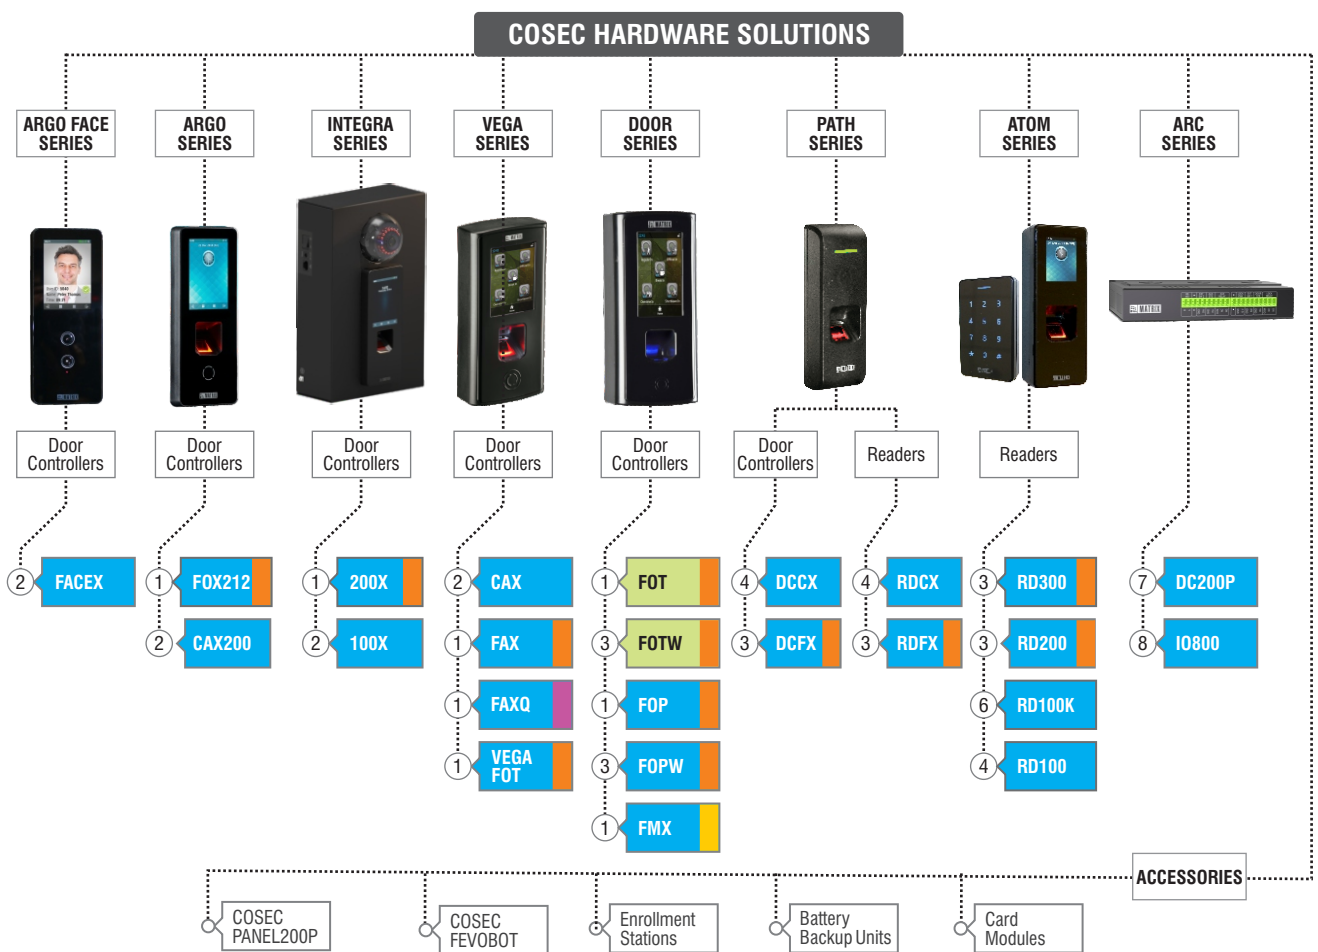 COSEC HARDWARE SOLUTIONS
ARGO FACE
SERIES
ARGO
SERIES
INTEGRA
SERIES
VEGA
SERIES
DOOR
SERIES
PATH
SERIES
ATOM
SERIES
ARC
SERIES
MATRIX
Door
Controllers
Door
Controllers
Door
Controllers
Door
Controllers
Door
Controllers
Door
Controllers
Readers
Readers
2 FACEX
1 FOX212
2 CAX200
1 200X
2 100X
2 CAX
1 FAX
1 FAXQ
1 VEGA
FOT
1 FOT
3 FOTW
1 FOP
3 FOPW
1 FMX
4 DCCX
3 DCFX
4 RDCX
3 RDFX
3 RD300
3 RD200
6 RD100K
4 RD100
7 DC200P
8 IO800
ACCESSORIES
COSEC
PANEL200P
COSEC
FEVOBOT
Enrollment
Stations
Battery
Backup Units
Card
Modules